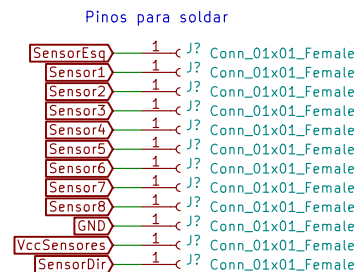 Pinos para soldar
SensorEsq 1 J? Conn_01x01_Female
Sensor1 1 J? Conn_01x01_Female
Sensor2 1 J? Conn_01x01_Female
Sensor3 1 J? Conn_01x01_Female
Sensor4 1 J? Conn_01x01_Female
Sensor5 1 J? Conn_01x01_Female
Sensor6 1 J? Conn_01x01_Female
Sensor7 1 J? Conn_01x01_Female
Sensor8 1 J? Conn_01x01_Female
GND 1 J? Conn_01x01_Female
VccSensores 1 J? Conn_01x01_Female
SensorDir 1 J? Conn_01x01_Female